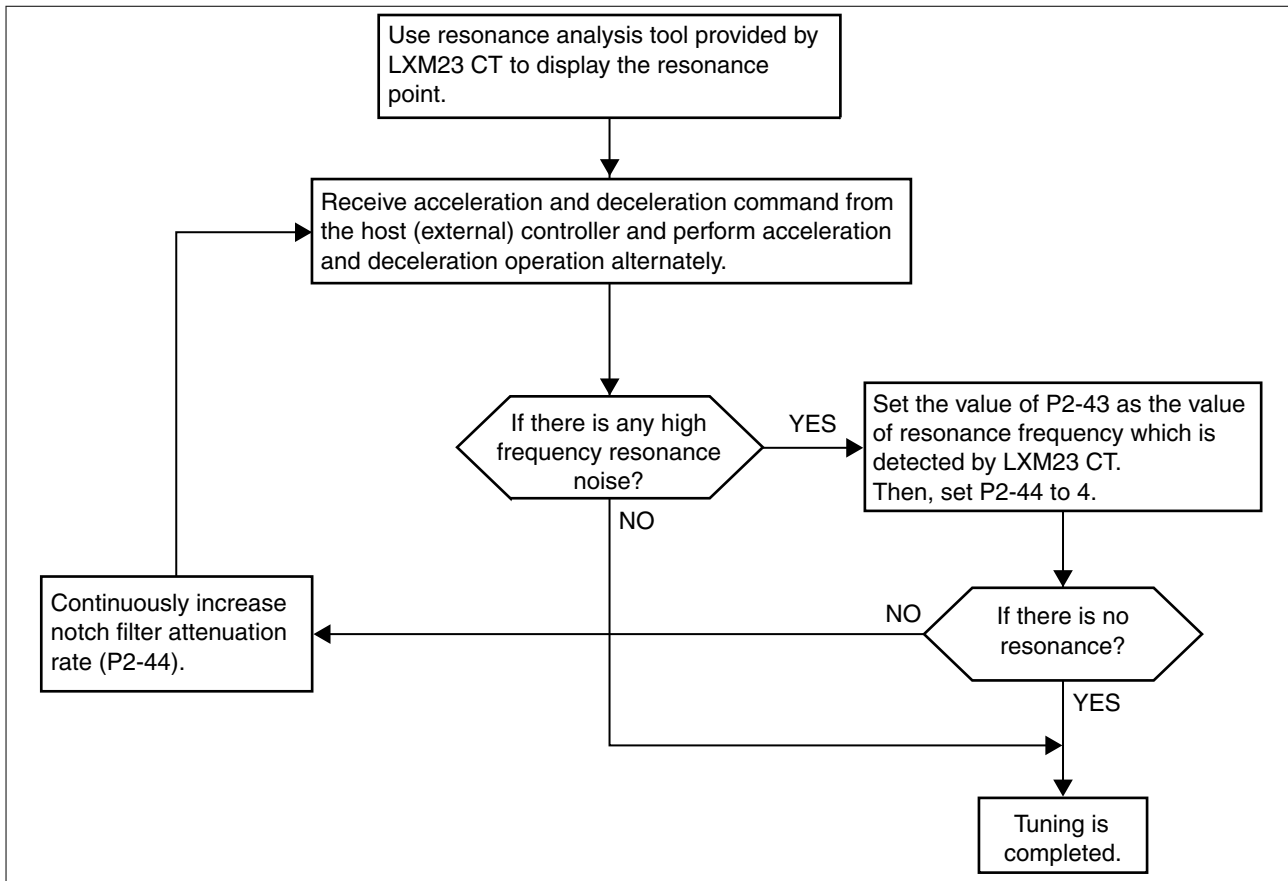 Use resonance analysis tool provided by
LXM23 CT to display the resonance
point.
Receive accleration and deceleration command from
the host (external) controller and perform accleration
and deceleration operation alternately.
If there is any high
frequency resonance
noise?
YES
Set the value of P2-43 as the value
of resonance frequency which is
detected by LXM23 CT.
Then, set P2-44 to 4.
NO
Continuously increase
notch filter attenuation
rate (P2-44).
NO
If there is no
resonance?
YES
Tuning is
completed.